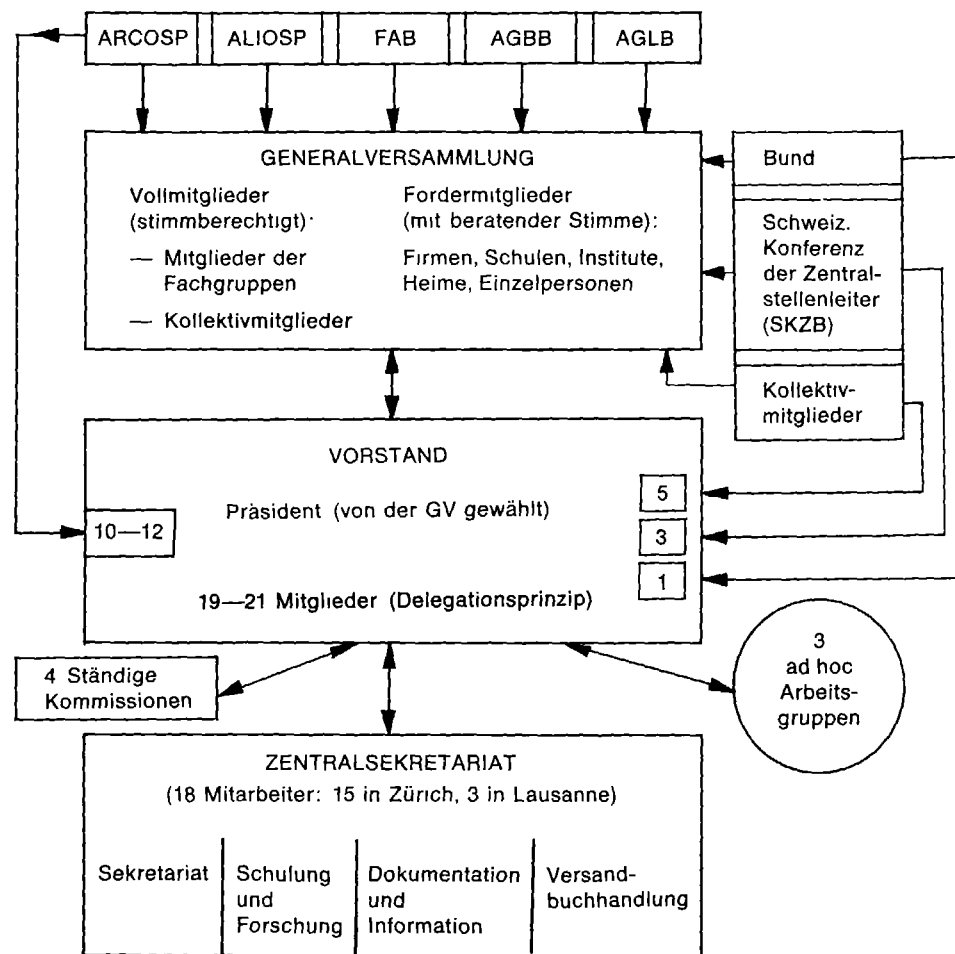 ARCOSP
ALIOSP
FAB
AGBB
AGLB
GENERALVERSAMMLUNG
Vollmitglieder
(stimmberechtigt):
— Mitglieder der
Fachgruppen
— Kollektivmitglieder
Fordermitglieder
(mit beratender Stimme):
Firmen, Schulen, Institute,
Heime, Einzelpersonen
Bund
Schweiz.
Konferenz
der Zentral-
stellenleiter
(SKZB)
Kollektiv-
mitglieder
VORSTAND
Präsident (von der GV gewählt)
10—12
5
3
1
19—21 Mitglieder (Delegationsprinzip)
4 Ständige
Kommissionen
3
ad hoc
Arbeits-
gruppen
ZENTRALSEKRETARIAT
(18 Mitarbeiter: 15 in Zürich, 3 in Lausanne)
Sekretariat
Schulung
und
Forschung
Dokumentation
und
Information
Versand-
buchhandlung